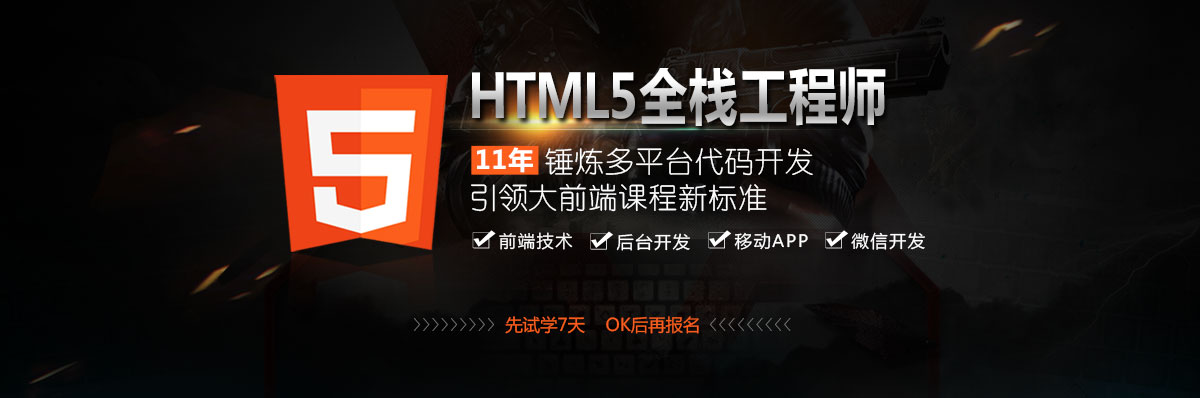 5
HTML5全栈工程师
11年 锤炼多平台代码开发
引领大前端课程新标准
前端技术 后台开发 移动APP 微信开发
先试学7天 OK后再报名